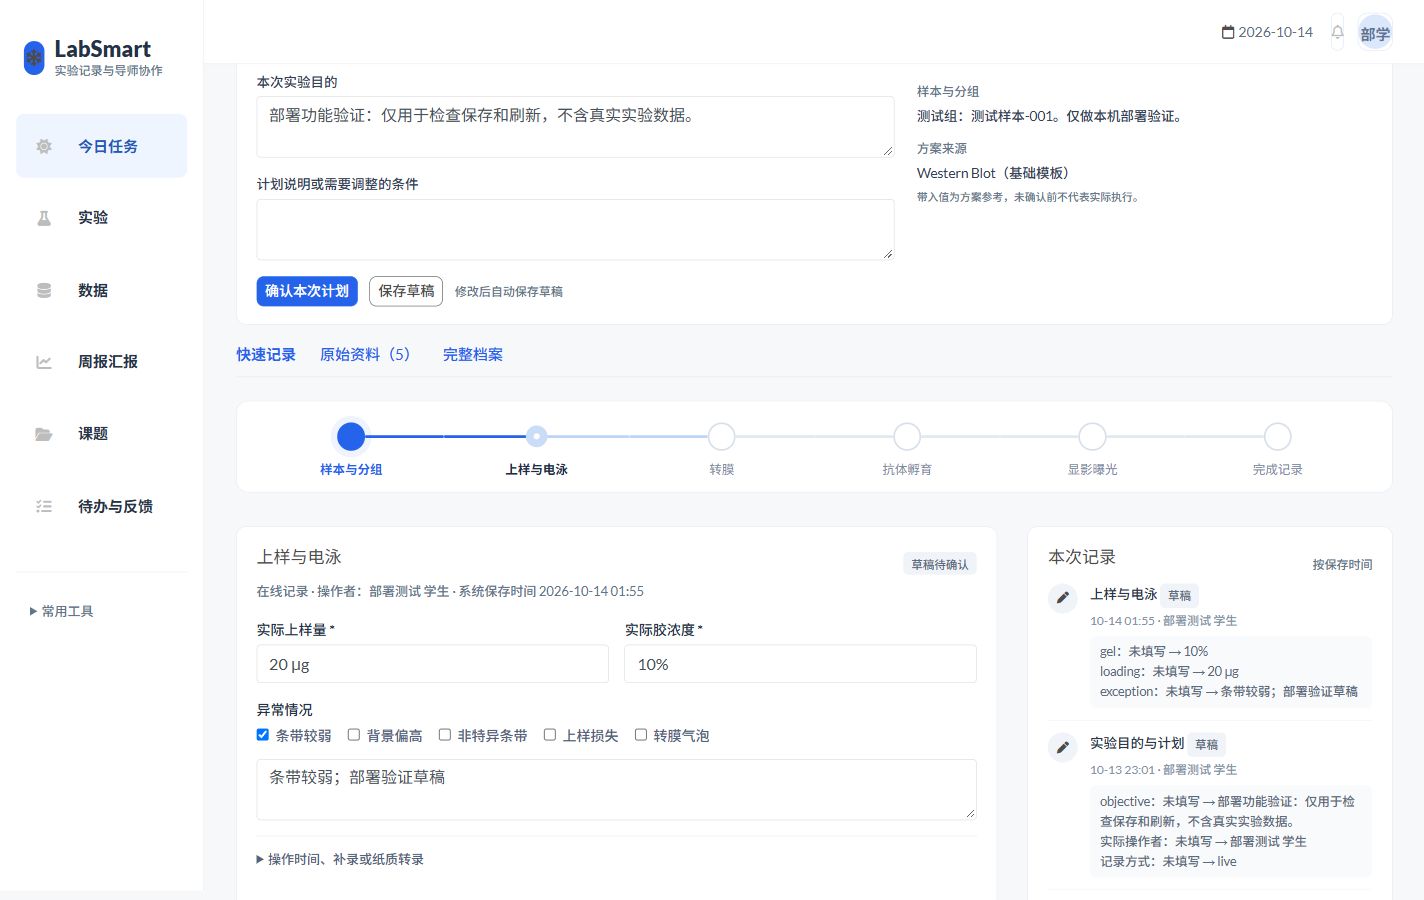 LabSmart
实验记录与导师协作
今日任务
实验
数据
周报汇报
课题
待办与反馈
常用工具
2026-10-14
部学
本次实验目的
部署功能验证：仅用于检查保存和刷新，不含真实实验数据。
计划说明或需要调整的条件
确认本次计划
保存草稿
修改后自动保存草稿
样本与分组
测试组：测试样本-001。仅做本机部署验证。
方案来源
Western Blot（基础模板）
带入值为方案参考，未确认前不代表实际执行。
快速记录 原始资料（5） 完整档案
样本与分组 上样与电泳 转膜 抗体孵育 显影曝光 完成记录
上样与电泳
草稿待确认
在线记录 · 操作者：部署测试 学生 · 系统保存时间 2026-10-14 01:55
实际上样量 * 实际胶浓度 *
20 μg 10%
异常情况
条带较弱 背景偏高 非特异条带 上样损失 转膜气泡
条带较弱；部署验证草稿
操作时间、补录或纸质转录
本次记录
按保存时间
上样与电泳 草稿
10-14 01:55 · 部署测试 学生
gel：未填写 → 10%
loading：未填写 → 20 μg
exception：未填写 → 条带较弱；部署验证草稿
实验目的与计划 草稿
10-13 23:01 · 部署测试 学生
objective：未填写 → 部署功能验证：仅用于检
查保存和刷新，不含真实实验数据。
实际操作者：未填写 → 部署测试 学生
记录方式：未填写 → live